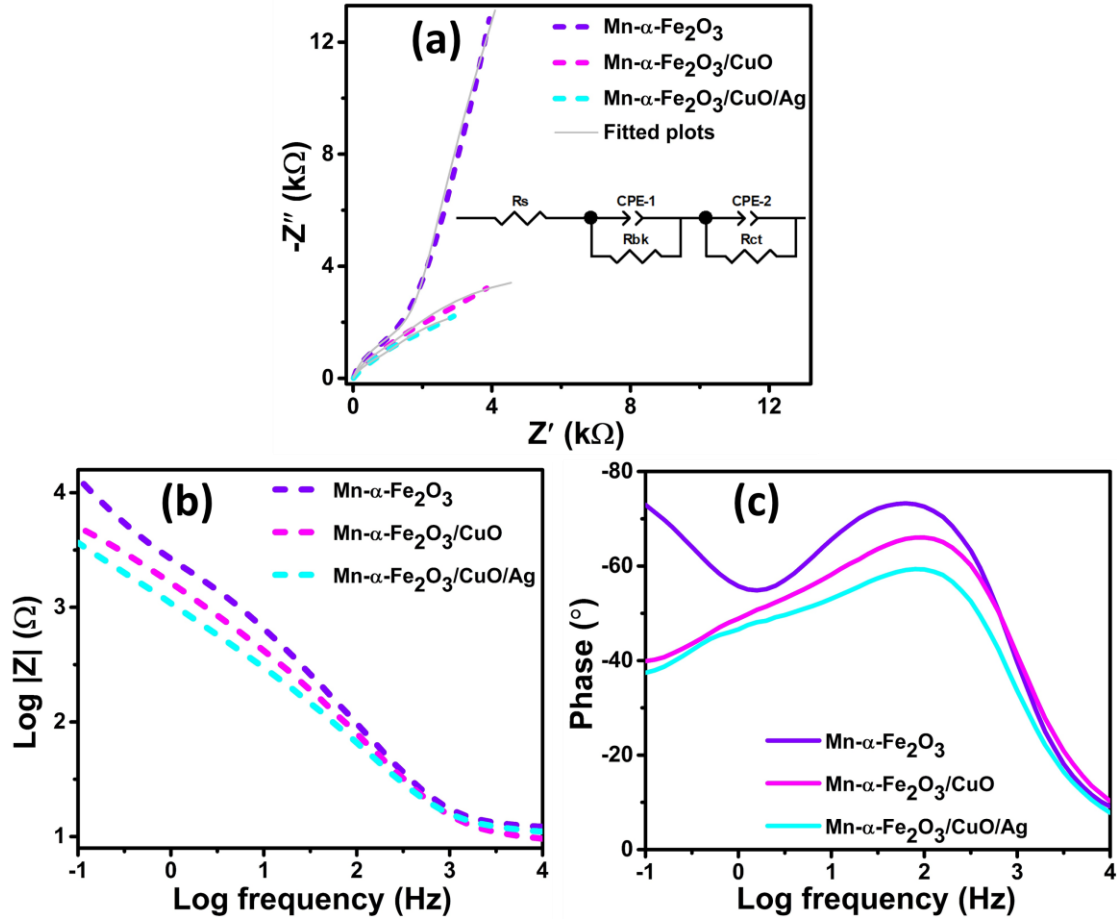 (a)
Mn-α-Fe2O3
Mn-α-Fe2O3/CuO
Mn-α-Fe2O3/CuO/Ag
Fitted plots
Rs
CPE-1
CPE-2
Rbk
Rct
-Z″ (kΩ)
12
8
4
0
0
4
8
12
Z′ (kΩ)
(b)
Mn-α-Fe2O3
Mn-α-Fe2O3/CuO
Mn-α-Fe2O3/CuO/Ag
Log |Z| (Ω)
4
3
2
1
-1
0
1
2
3
4
Log frequency (Hz)
(c)
Phase (°)
-80
-60
-40
-20
0
Mn-α-Fe2O3
Mn-α-Fe2O3/CuO
Mn-α-Fe2O3/CuO/Ag
-1
0
1
2
3
4
Log frequency (Hz)